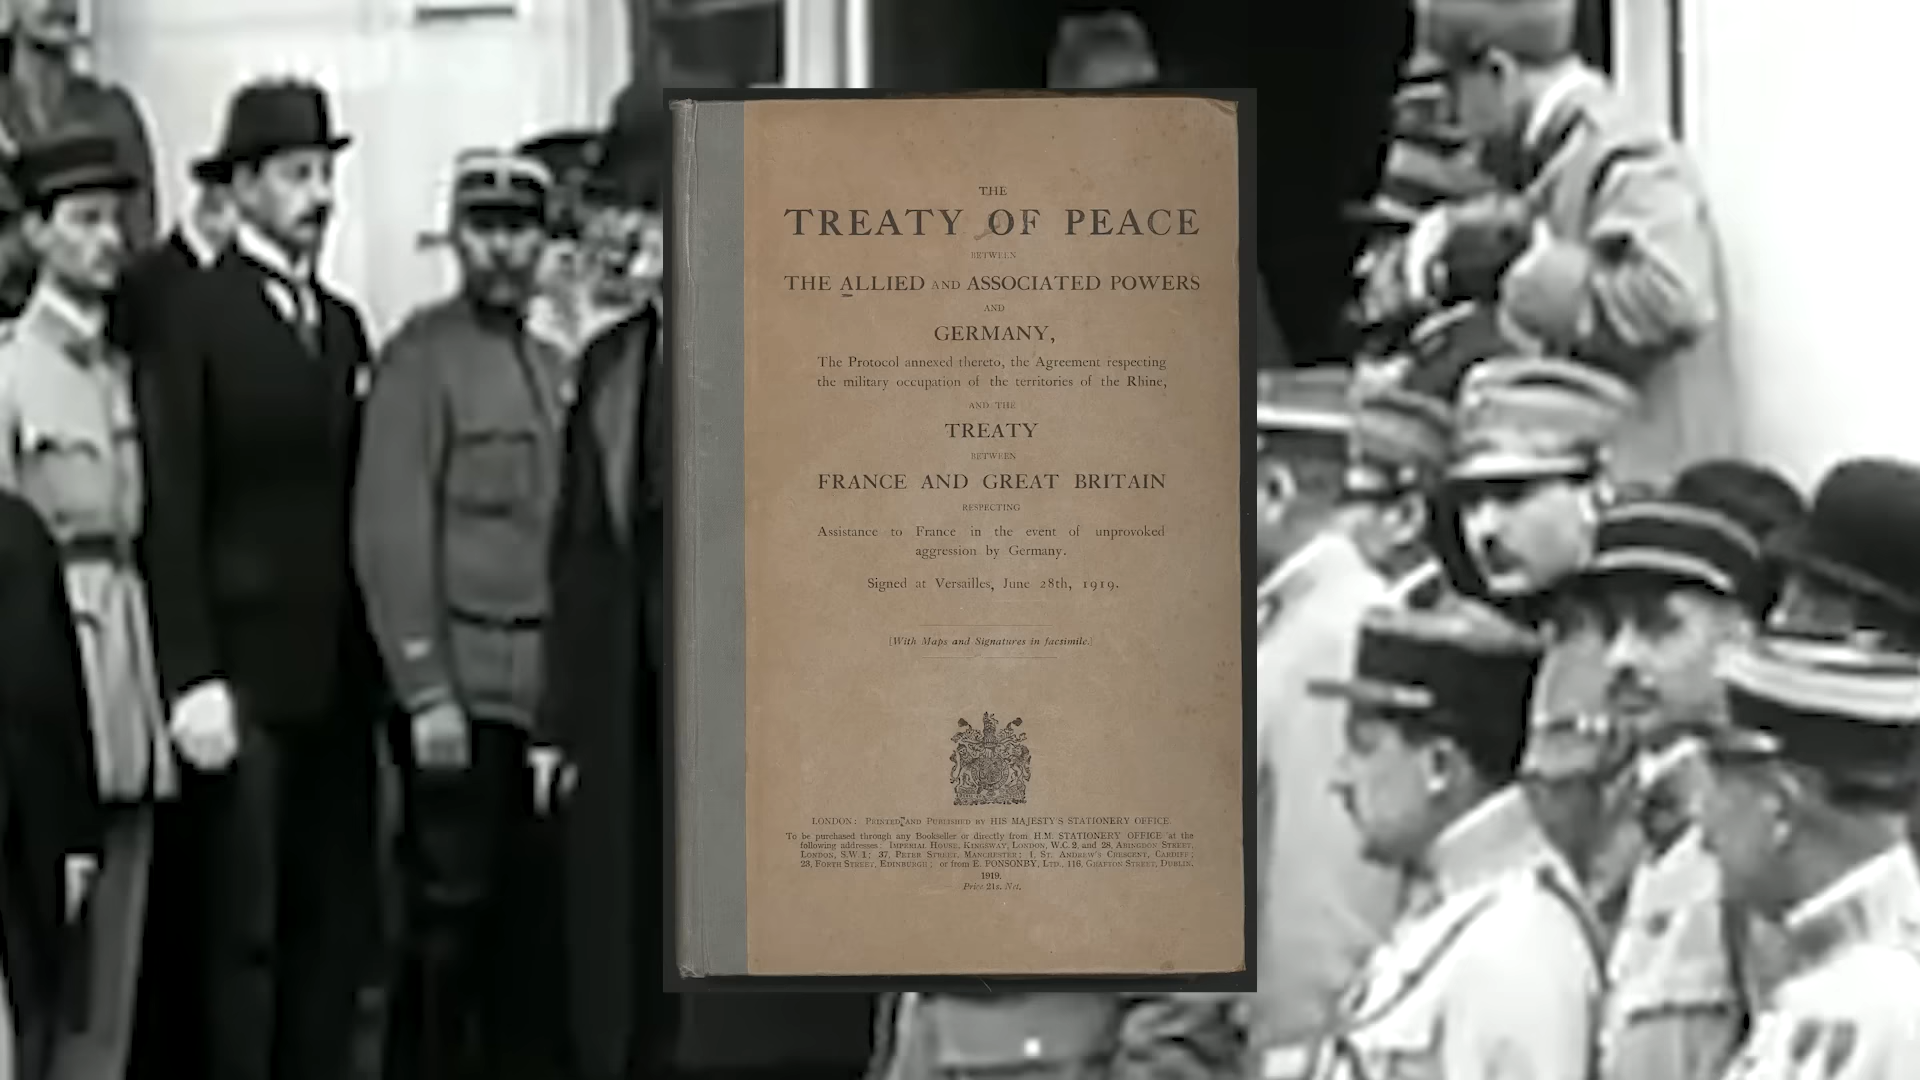 THE
TREATY OF PEACE
BETWEEN
THE ALLIED AND ASSOCIATED POWERS
AND
GERMANY,
The Protocol annexed thereto, the Agreement respecting
the military occupation of the territories of the Rhine,
AND THE
TREATY
BETWEEN
FRANCE AND GREAT BRITAIN
RESPECTING
Assistance to France in the event of unprovoked
aggression by Germany.
Signed at Versailles, June 28th, 1919.
[With Maps and Signatures in facsimile.]
LONDON: PRINTED AND PUBLISHED BY HIS MAJESTY'S STATIONERY OFFICE.
To be purchased through any Bookseller or directly from H.M. STATIONERY OFFICE at the
following addresses: IMPERIAL HOUSE, KINGSWAY, LONDON, W.C. 2, and 28, ABINGDON STREET,
LONDON, S.W. 1; 37, PETER STREET, MANCHESTER; 1, ST. ANDREW'S CRESCENT, CARDIFF;
23, FORTH STREET, EDINBURGH; or from E. PONSONBY, LTD., 116, GRAFTON STREET, DUBLIN.
1919.
Price 21s. Net.